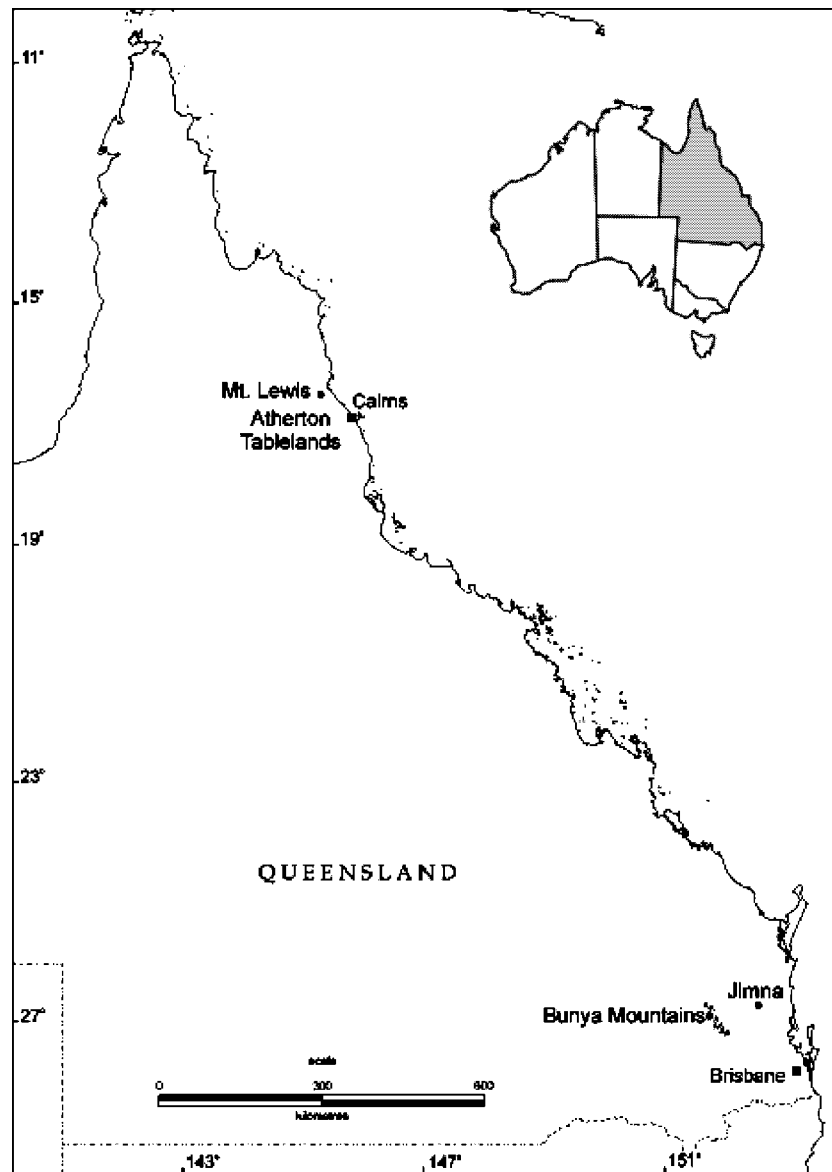 11°
15°
Mt. Lewis
Cairns
Atherton
Tablelands
19°
23°
QUEENSLAND
Jimna
27°
Bunya Mountains
Brisbane
scale
0 300 600
kilometres
143° 147° 151°